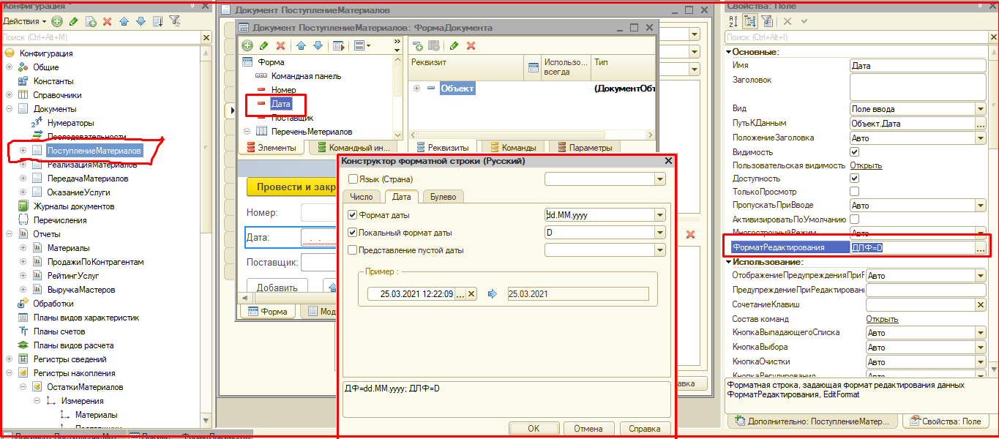 Конфигурация
Действия
Поиск (Ctrl+Alt+M)
Конфигурация
Общие
Константы
Справочники
Документы
Нумераторы
Последовательности
ПоступлениеМатериалов
РеализацияМатериалов
ПередачаМатериалов
ОказаниеУслуги
Журналы документов
Перечисления
Отчеты
Материалы
ПродажиПоКонтрагентам
РейтингУслуг
ВыручкаМастеров
Обработки
Планы видов характеристик
Планы счетов
Планы видов расчета
Регистры сведений
Регистры накопления
ОстаткиМатериалов
Измерения
Материалы
Документ ПоступлениеМатериалов
Документ ПоступлениеМатериалов: ФормаДокумента
Форма
Командная панель
Номер
Дата
Поставщик
ПереченьМетериалов
Элементы
Командный ин...
Реквизит
Использо... всегда
Тип
Объект
(ДокументОбъ
Реквизиты
Команды
Параметры
Провести и закр
Номер:
Дата:
. .
Поставщик:
Добавить
Форма
Мод
Конструктор форматной строки (Русский)
Язык (Страна)
Число
Дата
Булево
Формат даты
dd.MM.yyyy
Локальный формат даты
D
Представление пустой даты
Пример :
25.03.2021 12:22:09
25.03.2021
ДФ=dd.MM.yyyy; ДЛФ=D
OK
Отмена
Справка
авка
Свойства: Поле
Поиск (Ctrl+Alt+I)
Основные:
Имя
Дата
Заголовок
Вид
Поле ввода
ПутьКДанным
Объект.Дата
ПоложениеЗаголовка
Авто
Видимость
Пользовательская видимость
Открыть
Доступность
ТолькоПросмотр
ПропускатьПриВводе
Авто
АктивизироватьПоУмолчанию
МногострочныйРежим
Авто
ФорматРедактирования
ДЛФ=D
Использование:
ОтображениеПредупрежденияПриР
Авто
ПредупреждениеПриРедактировани
СочетаниеКлавиш
Состав команд
Открыть
КнопкаВыпадающегоСписка
Авто
КнопкаВыбора
Авто
КнопкаОчистки
Авто
КнопкаРегулирования
Авто
Форматная строка, задающая формат редактирования данных
ФорматРедактирования, EditFormat
Дополнительно: ПоступлениеМатер...
Свойства: Поле